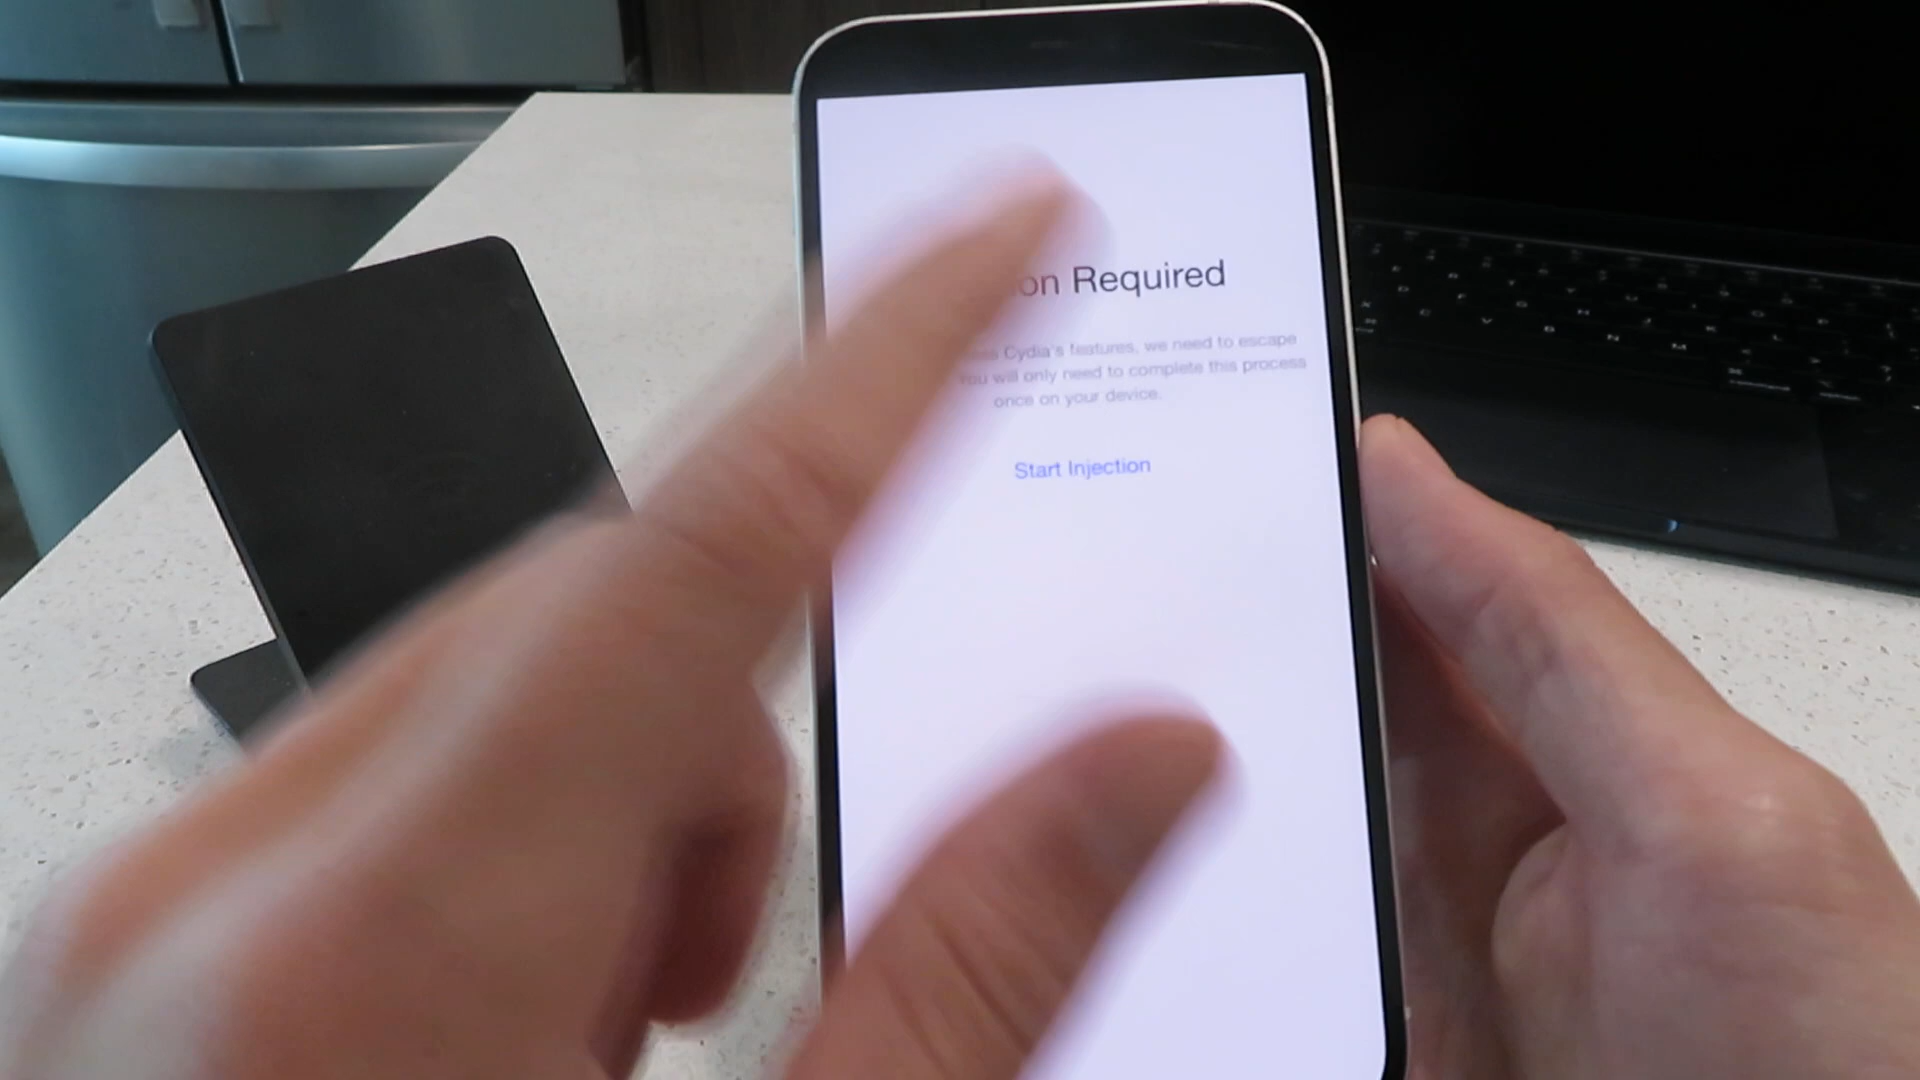 on Required
Cydia's features, we need to escape
You will only need to complete this process
once on your device.
Start Injection